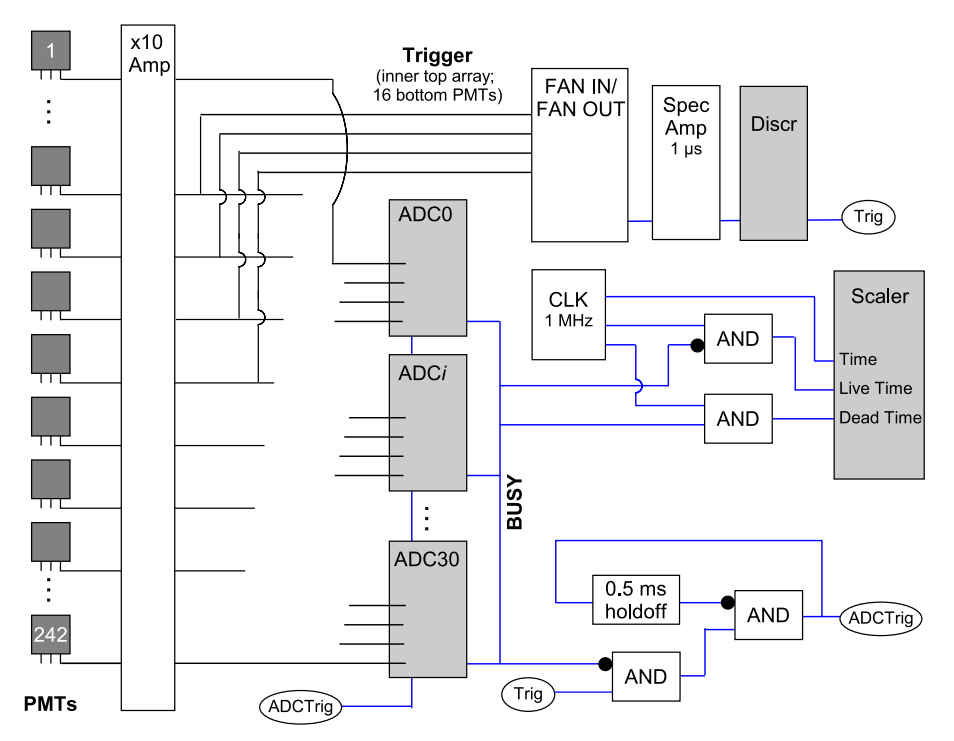 1
x10
Amp
Trigger
(inner top array;
16 bottom PMTs)
FAN IN/
FAN OUT
Spec
Amp
1 µs
Discr
Trig
ADC0
CLK
1 MHz
AND
Scaler
Time
Live Time
Dead Time
ADCi
AND
BUSY
ADC30
0.5 ms
holdoff
AND
ADCTrig
242
AND
Trig
ADCTrig
PMTs